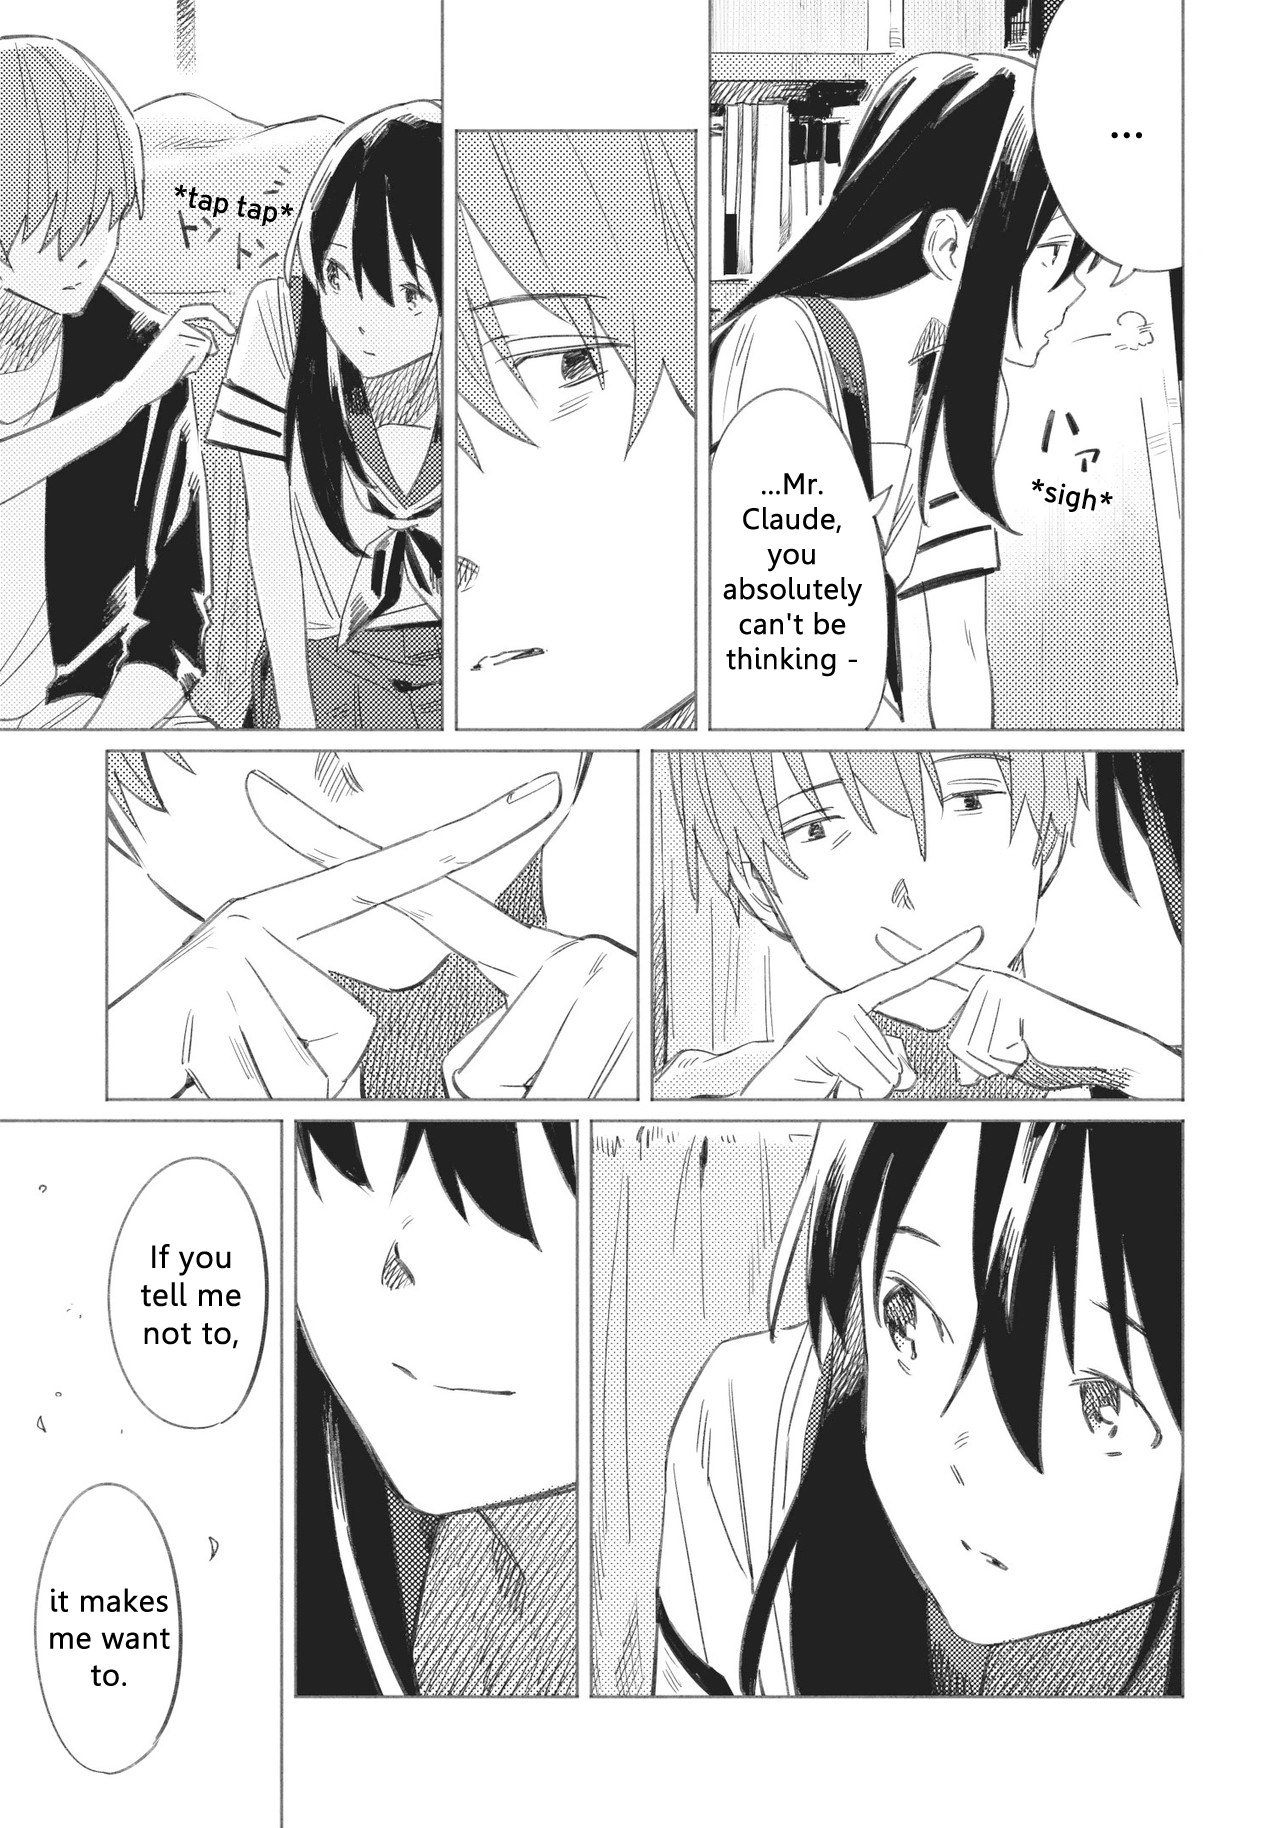 ...
ハァ
*sigh*
...Mr.
Claude,
you
absolutely
can't be
thinking -
*tap tap*
トントン
If you
tell me
not to,
it makes
me want
to.